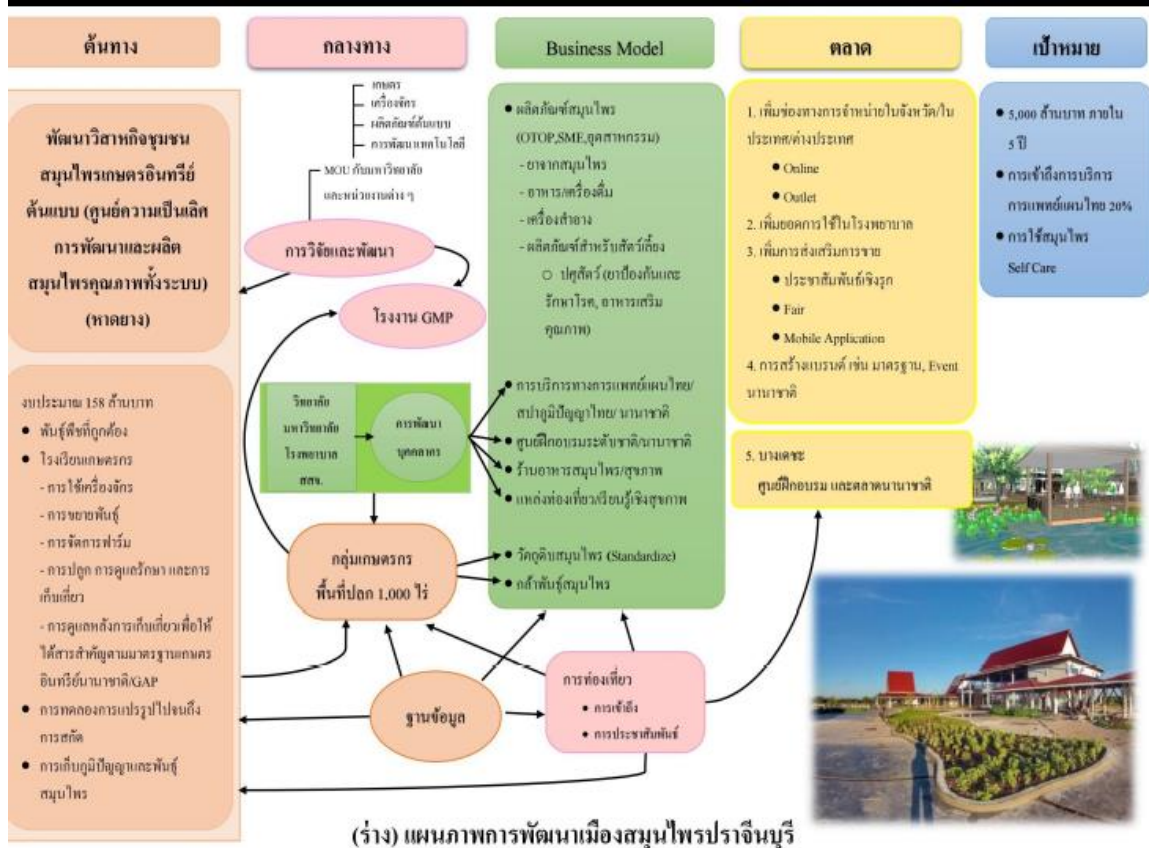 ต้นทาง
พัฒนาวิสาหกิจชุมชน
สมุนไพรเกษตรอินทรีย์
ต้นแบบ (ศูนย์ความเป็นเลิศ
การพัฒนาและผลิต
สมุนไพรคุณภาพทั้งระบบ)
(หาดยาง)
งบประมาณ 158 ล้านบาท
● พันธุ์พืชที่ถูกต้อง
● โรงเรียนเกษตรกร
- การใช้เครื่องจักร
- การขยายพันธุ์
- การจัดการฟาร์ม
- การปลูก การดูแลรักษา และการ
เก็บเกี่ยว
- การดูแลหลังการเก็บเกี่ยวเพื่อให้
ได้สารสำคัญตามมาตรฐานเกษตร
อินทรีย์นานาชาติ/GAP
● การทดลองการแปรรูปไปจนถึง
การสกัด
● การเก็บภูมิปัญญาและพันธุ์
สมุนไพร
กลางทาง
เกษตร
เครื่องจักร
ผลิตภัณฑ์ต้นแบบ
การพัฒนาเทคโนโลยี
MOU กับมหาวิทยาลัย
และหน่วยงานต่าง ๆ
การวิจัยและพัฒนา
โรงงาน GMP
วิทยาลัย
มหาวิทยาลัย
โรงพยาบาล
สสจ.
การพัฒนา
บุคคลากร
กลุ่มเกษตรกร
พื้นที่ปลูก 1,000 ไร่
ฐานข้อมูล
การท่องเที่ยว
● การเข้าถึง
● การประชาสัมพันธ์
Business Model
● ผลิตภัณฑ์สมุนไพร
(OTOP,SME,อุตสาหกรรม)
- ยาจากสมุนไพร
- อาหาร/เครื่องดื่ม
- เครื่องสำอาง
- ผลิตภัณฑ์สำหรับสัตว์เลี้ยง
○ ปศุสัตว์ (ยาป้องกันและ
รักษาโรค, อาหารเสริม
คุณภาพ)
● การบริการทางการแพทย์แผนไทย/
สปาภูมิปัญญาไทย/ นานาชาติ
● ศูนย์ฝึกอบรมระดับชาติ/นานาชาติ
● ร้านอาหารสมุนไพร/สุขภาพ
● แหล่งท่องเที่ยว/เรียนรู้เชิงสุขภาพ
● วัตถุดิบสมุนไพร (Standardize)
● กล้าพันธุ์สมุนไพร
ตลาด
1. เพิ่มช่องทางการจำหน่ายในจังหวัด/ใน
ประเทศ/ต่างประเทศ
● Online
● Outlet
2. เพิ่มยอดการใช้ในโรงพยาบาล
3. เพิ่มการส่งเสริมการขาย
● ประชาสัมพันธ์เชิงรุก
● Fair
● Mobile Application
4. การสร้างแบรนด์ เช่น มาตรฐาน, Event
นานาชาติ
5. บางเดชะ
ศูนย์ฝึกอบรม และตลาดนานาชาติ
เป้าหมาย
● 5,000 ล้านบาท ภายใน
5 ปี
● การเข้าถึงการบริการ
การแพทย์แผนไทย 20%
● การใช้สมุนไพร
Self Care
(ร่าง) แผนภาพการพัฒนาเมืองสมุนไพรปราจีนบุรี